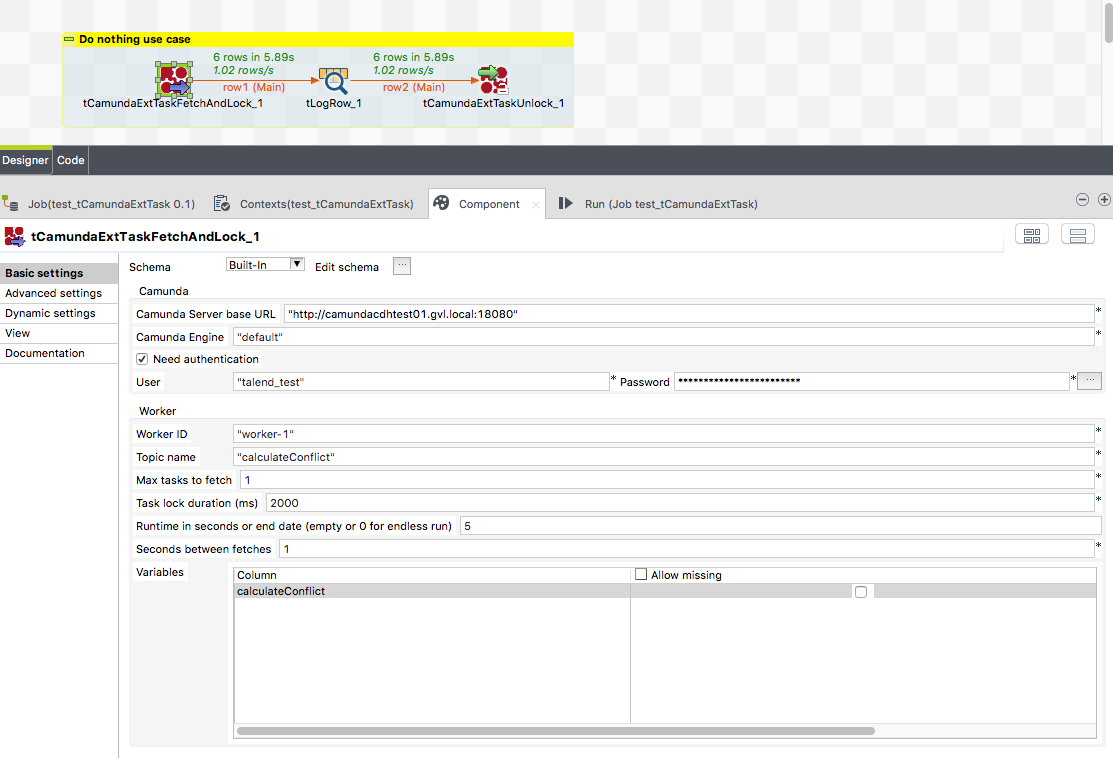 Do nothing use case
6 rows in 5.89s 6 rows in 5.89s
1.02 rows/s 1.02 rows/s
row1 (Main) row2 (Main)
tCamundaExtTaskFetchAndLock_1 tLogRow_1 tCamundaExtTaskUnlock_1
Designer Code
Job(test_tCamundaExtTask 0.1) Contexts(test_tCamundaExtTask) Component Run (Job test_tCamundaExtTask)
tCamundaExtTaskFetchAndLock_1
Basic settings
Advanced settings
Dynamic settings
View
Documentation
Schema Built-In Edit schema ...
Camunda
Camunda Server base URL "http://camundacdhtest01.gvl.local:18080" *
Camunda Engine "default" *
Need authentication
User "talend_test" * Password ************************ * ...
Worker
Worker ID "worker-1" *
Topic name "calculateConflict" *
Max tasks to fetch 1 *
Task lock duration (ms) 2000 *
Runtime in seconds or end date (empty or 0 for endless run) 5
Seconds between fetches 1 *
Variables Column Allow missing
calculateConflict